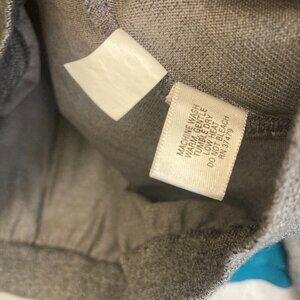 MACHINE WASH
WARM, GENTLE
TUMBLE DRY
LOW HEAT
DO NOT BLEACH
RN 37479